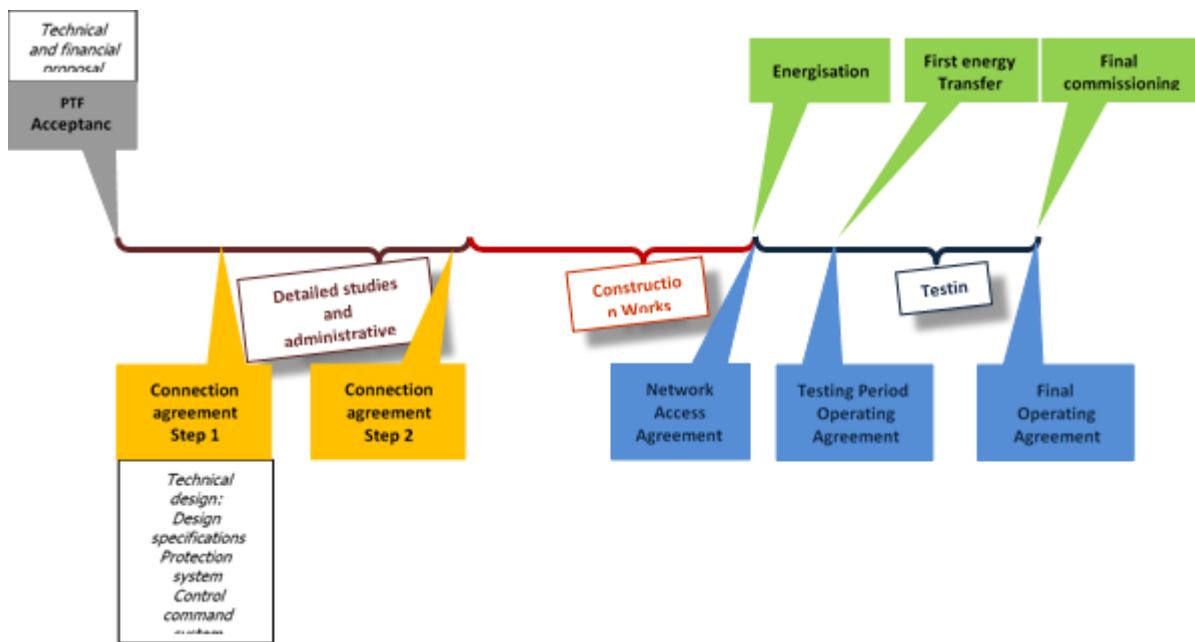 Technical
and financial
proposal
PTF
Acceptanc
Energisation
First energy
Transfer
Final
commissioning
Detailed studies
and
administrative
Constructio
n Works
Testin
Connection
agreement
Step 1
Connection
agreement
Step 2
Network
Access
Agreement
Testing Period
Operating
Agreement
Final
Operating
Agreement
Technical
design:
Design
specifications
Protection
system
Control
command
system